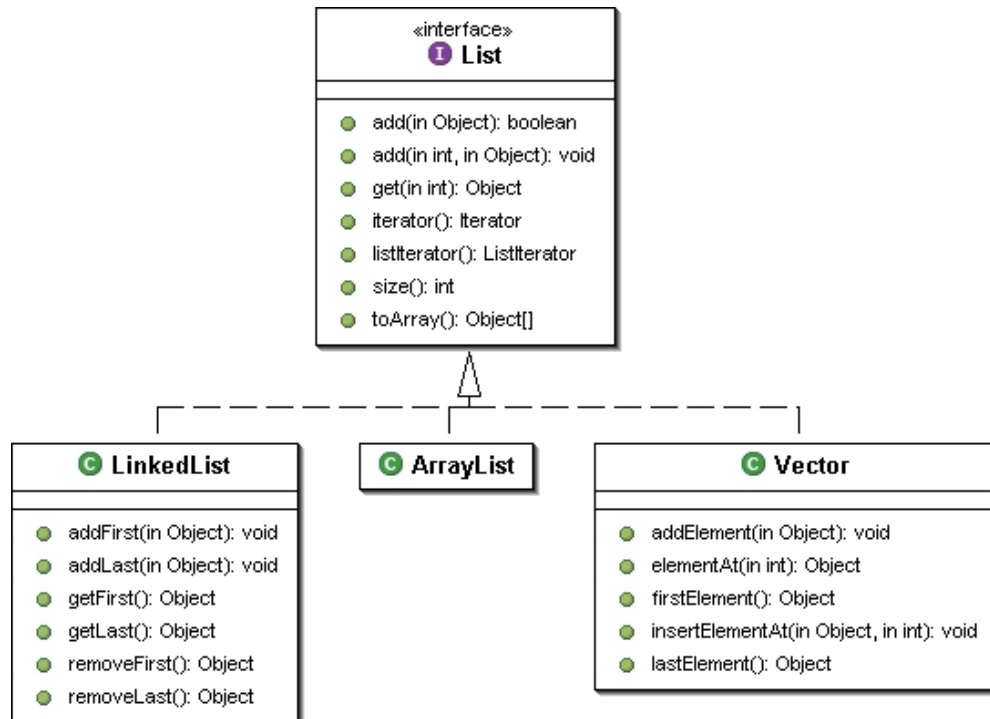 «interface»
I List
add(in Object): boolean
add(in int, in Object): void
get(in int): Object
iterator(): Iterator
listIterator(): ListIterator
size(): int
toArray(): Object[]
C LinkedList
addFirst(in Object): void
addLast(in Object): void
getFirst(): Object
getLast(): Object
removeFirst(): Object
removeLast(): Object
C ArrayList
C Vector
addElement(in Object): void
elementAt(in int): Object
firstElement(): Object
insertElementAt(in Object, in int): void
lastElement(): Object